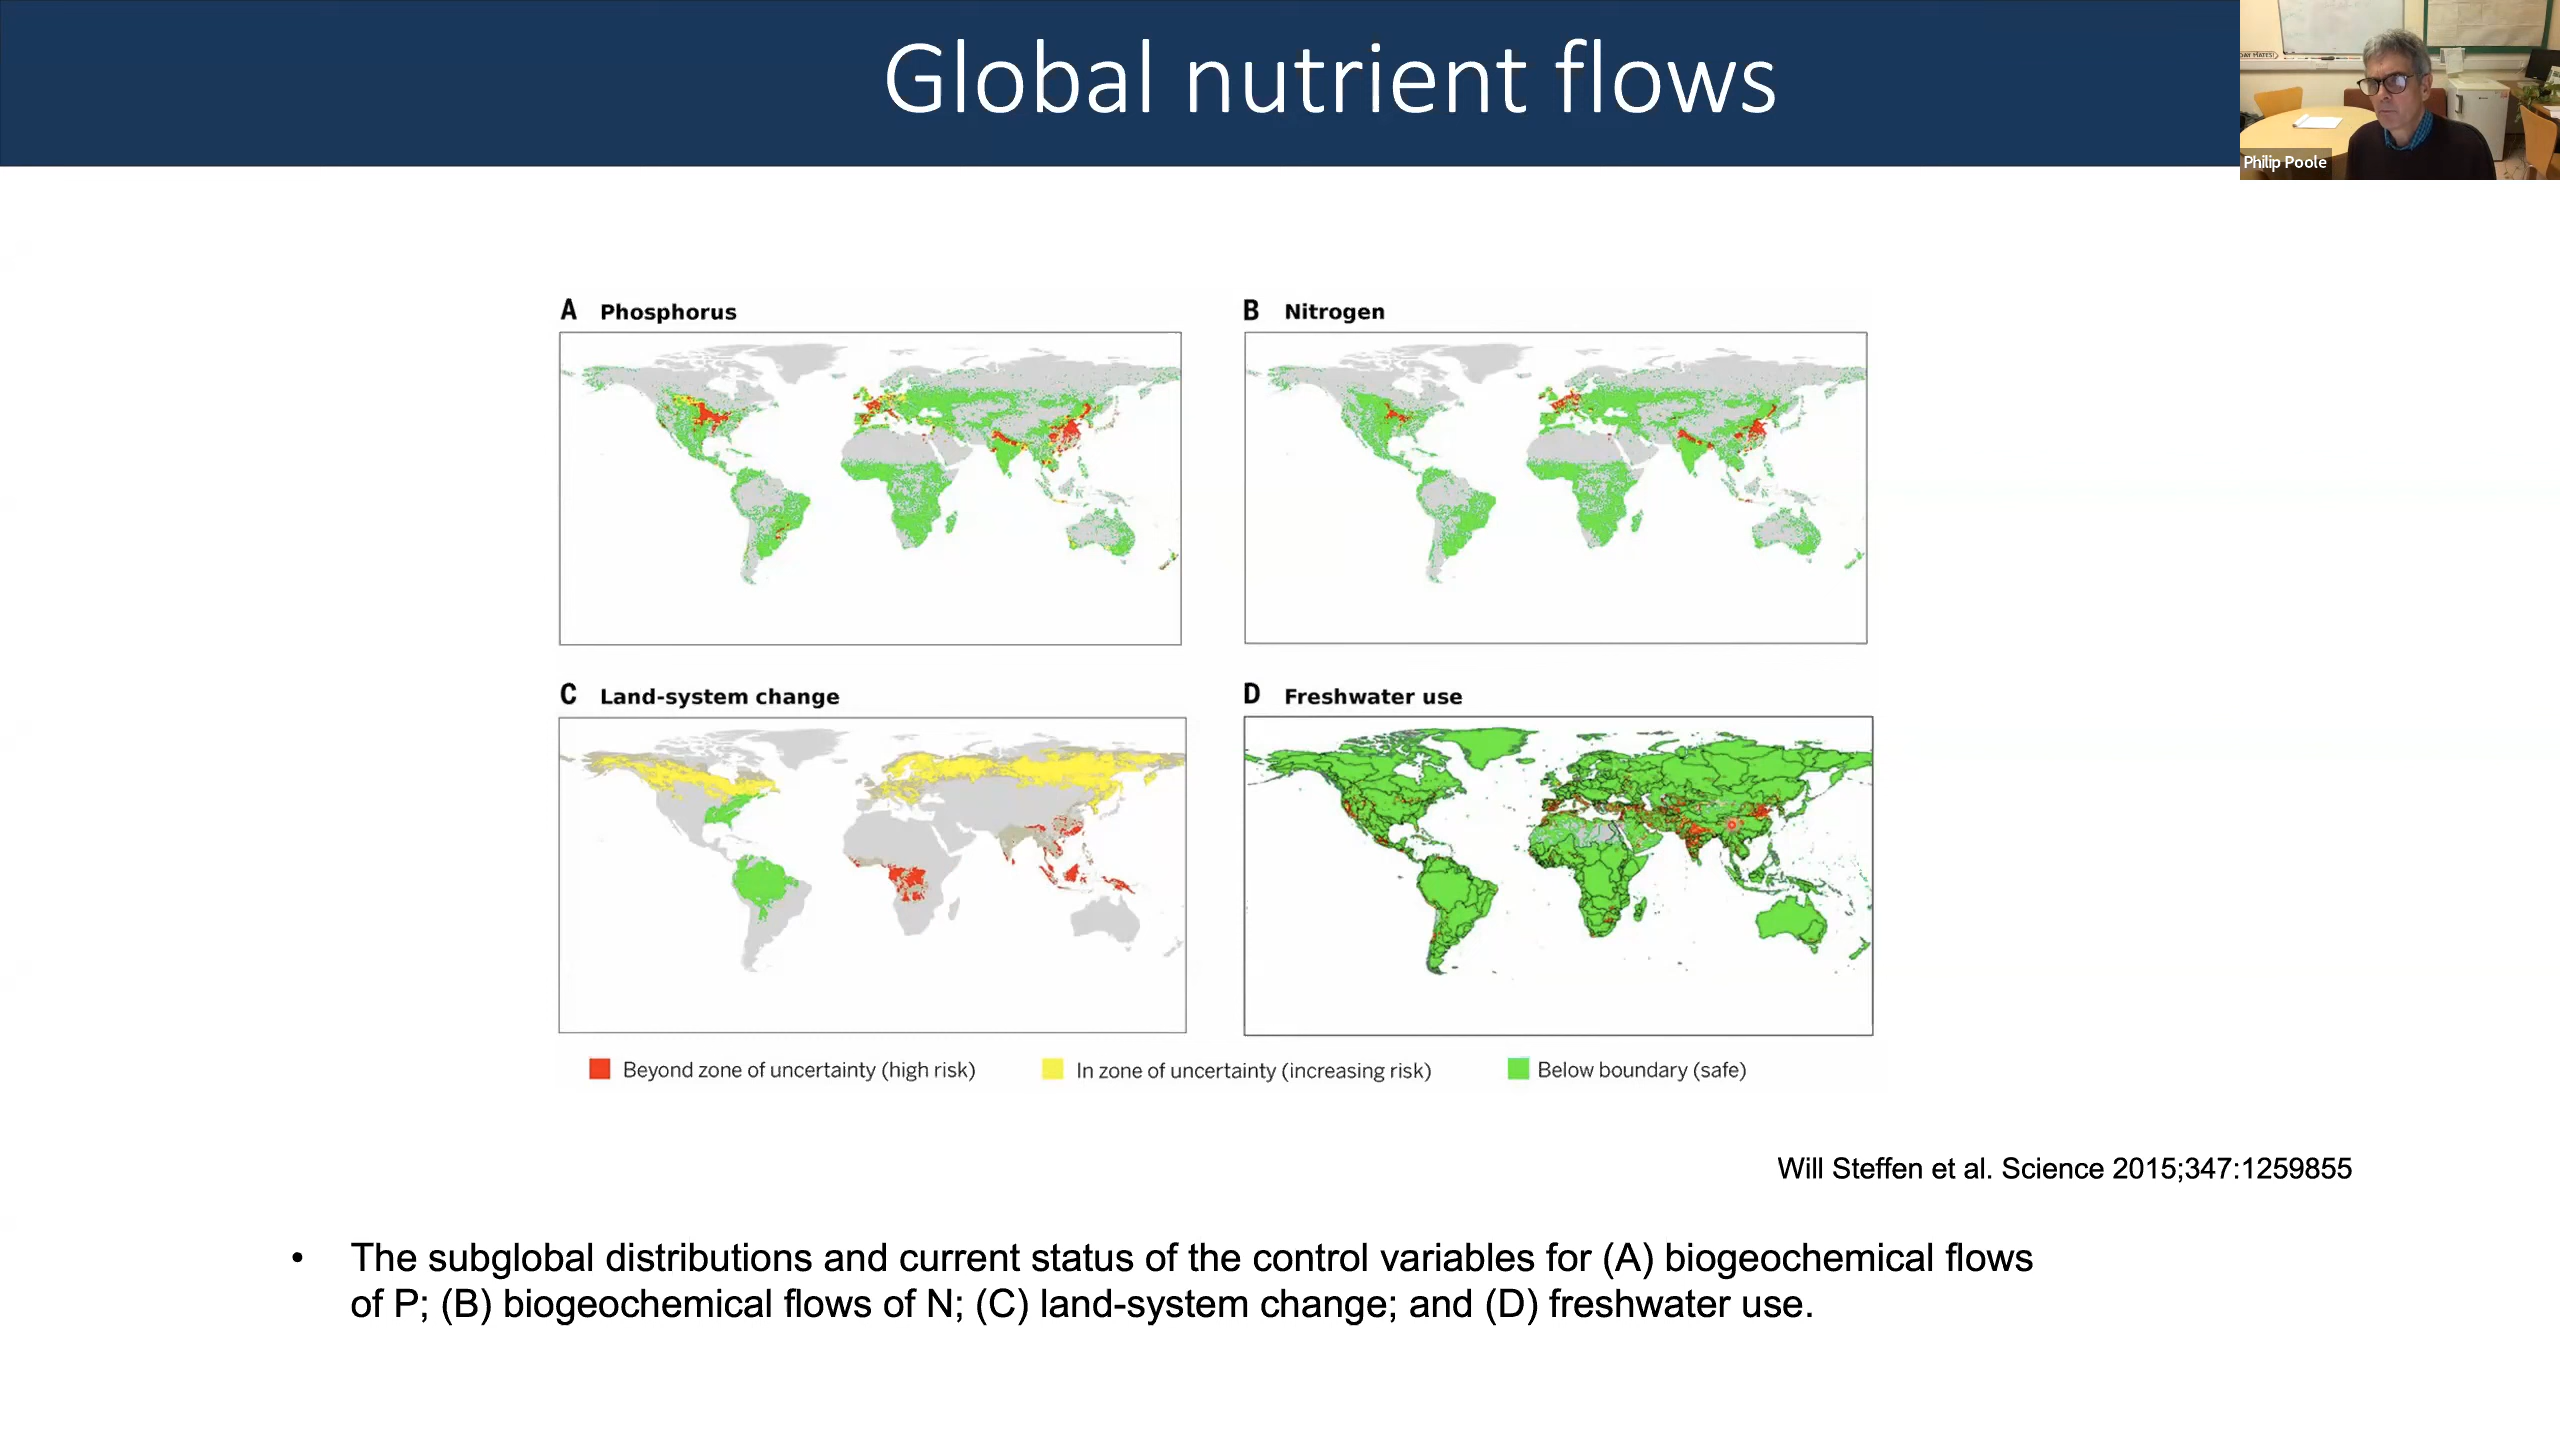 Global nutrient flows
Philip Poole
A Phosphorus
B Nitrogen
C Land-system change
D Freshwater use
Beyond zone of uncertainty (high risk)
In zone of uncertainty (increasing risk)
Below boundary (safe)
Will Steffen et al. Science 2015;347:1259855
• The subglobal distributions and current status of the control variables for (A) biogeochemical flows
of P; (B) biogeochemical flows of N; (C) land-system change; and (D) freshwater use.